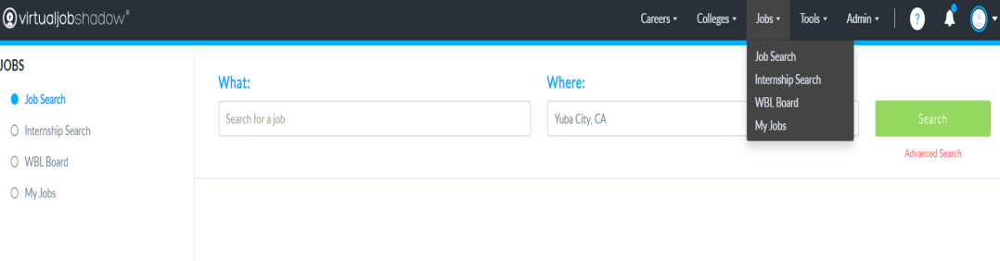 virtualjobshadow®
Careers Colleges Jobs Tools Admin ?
Job Search
Internship Search
WBL Board
My Jobs
JOBS
Job Search
Internship Search
WBL Board
My Jobs
What:
Search for a job
Where:
Yuba City, CA
Search
Advanced Search